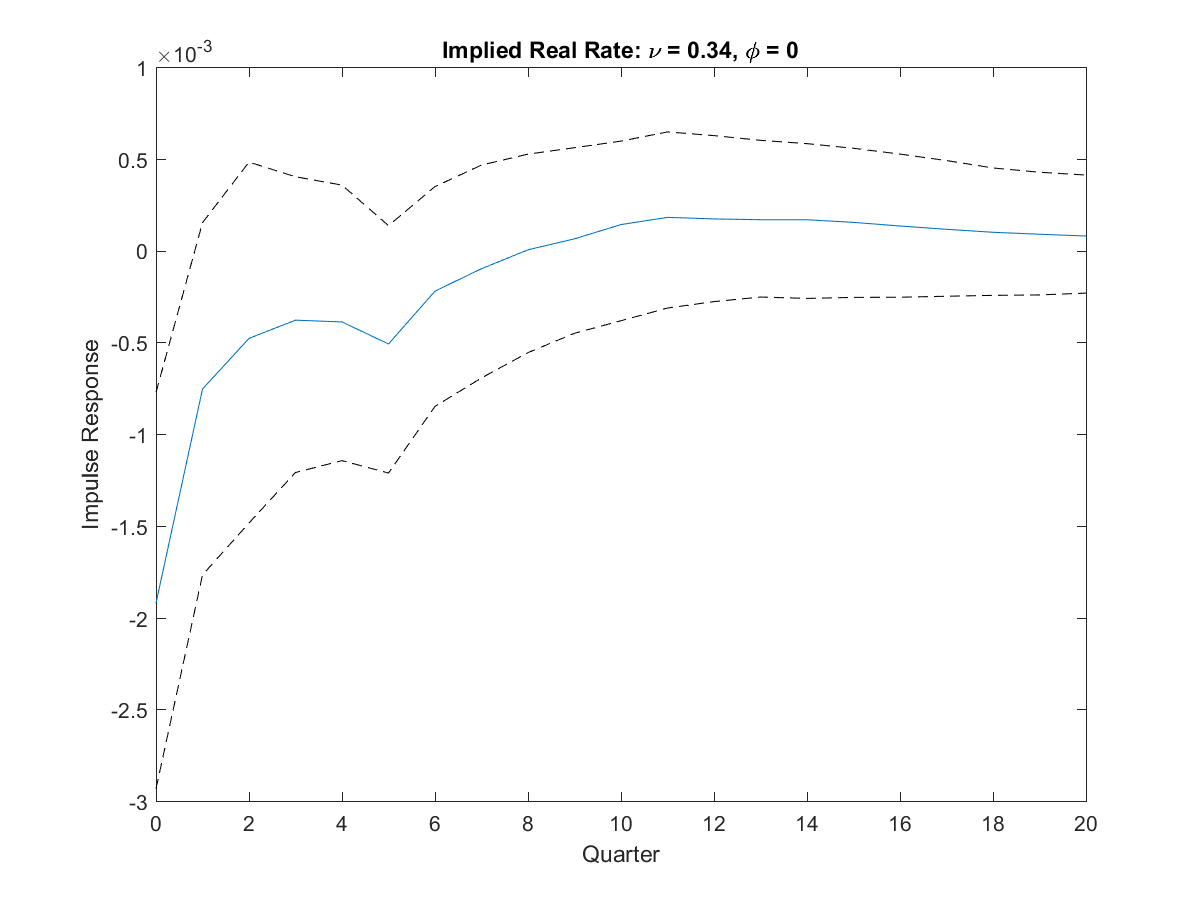 Implied Real Rate: ν = 0.34, ϕ = 0
×10-3
1
0.5
0
-0.5
-1
-1.5
-2
-2.5
-3
Impulse Response
0 2 4 6 8 10 12 14 16 18 20
Quarter